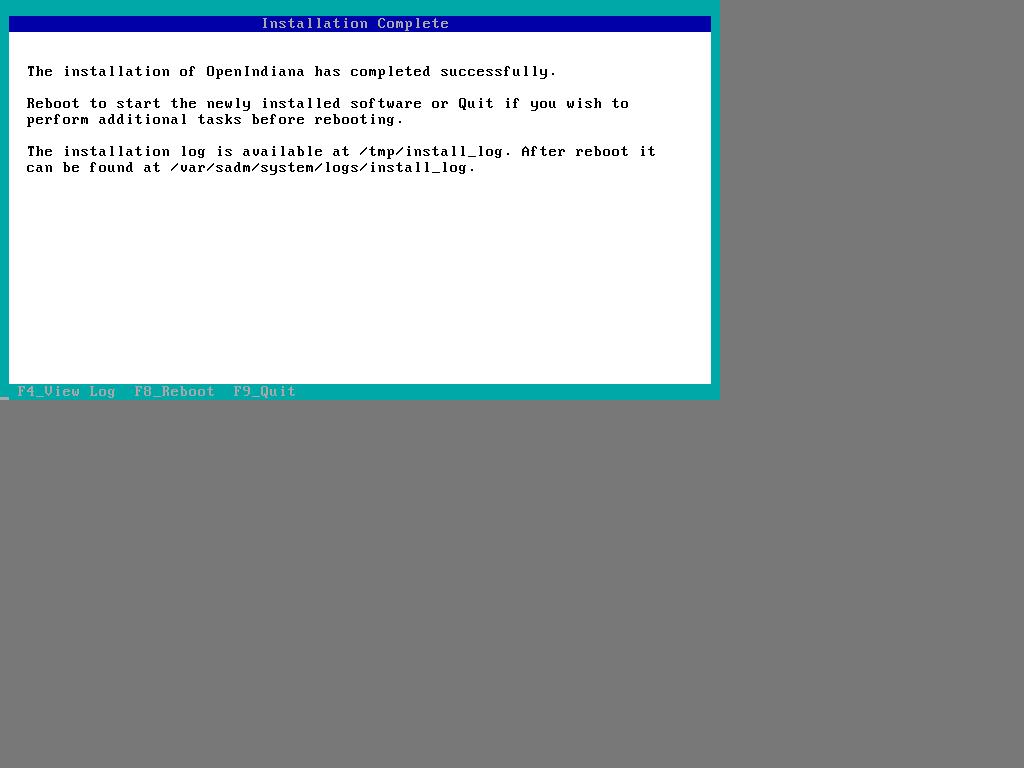 Installation Complete
The installation of OpenIndiana has completed successfully.
Reboot to start the newly installed software or Quit if you wish to
perform additional tasks before rebooting.
The installation log is available at /tmp/install_log. After reboot it
can be found at /var/sadm/system/logs/install_log.
F4_View Log  F8_Reboot  F9_Quit